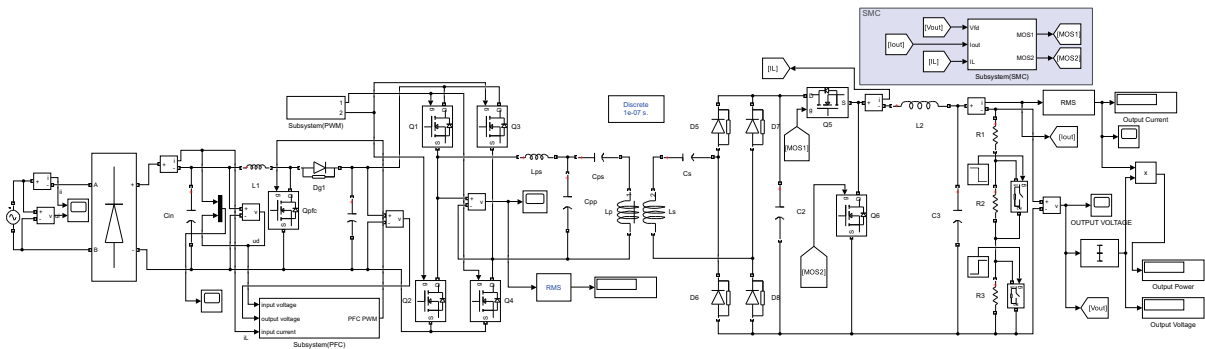 SMC
[Vout]
Vfd
[Iout]
Iout
[IL]
IL
MOS1
MOS2
[MOS1]
[MOS2]
Subsystem(SMC)
[IL]
1
2
Subsystem(PWM)
Q1
Q3
Discrete
1e-07 s.
D5
D7
[MOS1]
g
D
S
Q5
i
L2
R1
RMS
Output Current
[Iout]
Lps
Cps
Cpp
Cs
Lp
Ls
A
B
+
-
i
v
Cin
L1
Dg1
Qpfc
ud
v
C2
[MOS2]
Q6
C3
R2
R3
v
OUTPUT VOLTAGE
x
Output Power
[Vout]
Output Voltage
Q2
Q4
RMS
D6
D8
input voltage
output voltage
input current
PFC PWM
iL
Subsystem(PFC)